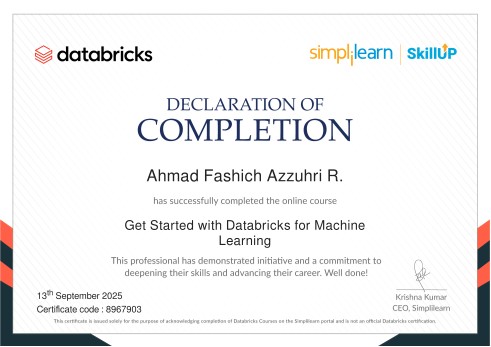 databricks
simplilearn | SkillUP
DECLARATION OF
COMPLETION
Ahmad Fashich Azzuhri R.
has successfully completed the online course
Get Started with Databricks for Machine
Learning
This professional has demonstrated initiative and a commitment to
deepening their skills and advancing their career. Well done!
13th September 2025
Certificate code : 8967903
Krishna Kumar
CEO, Simplilearn
This certificate is issued solely for the purpose of acknowledging completion of Databricks Courses on the Simplilearn portal and is not an official Databricks certification.